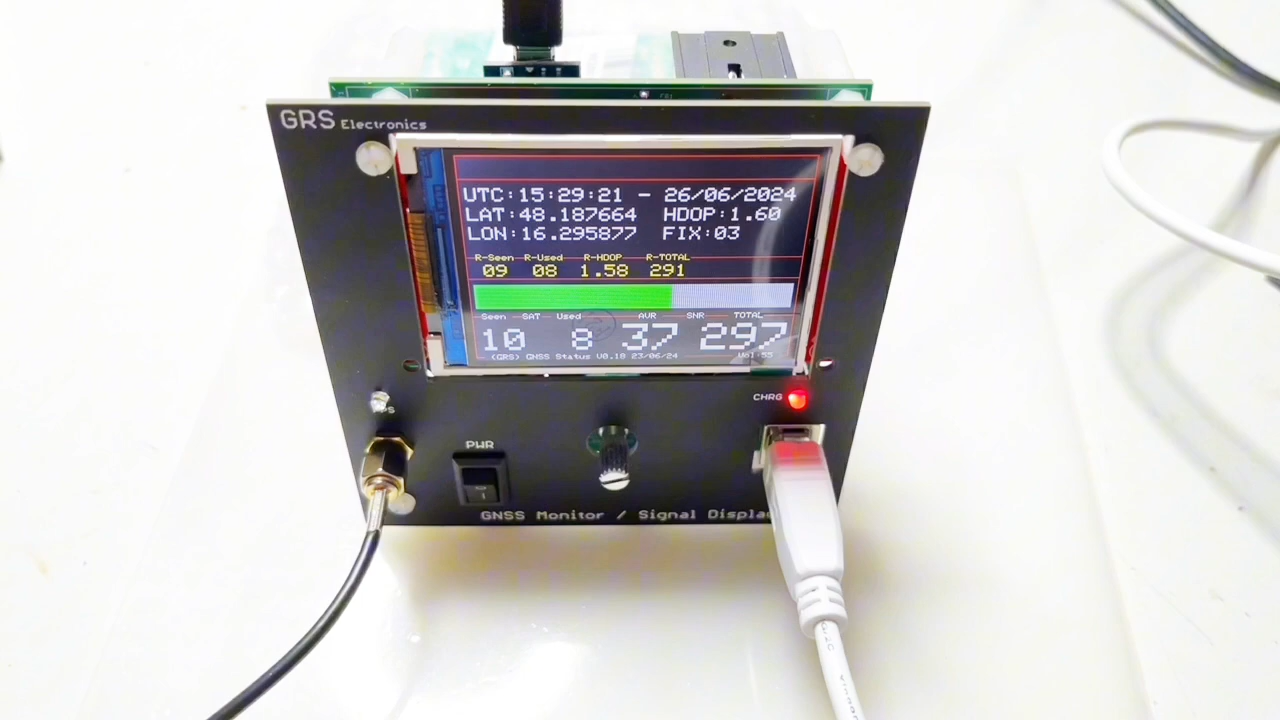 GRS Electronics
UTC:15:29:21 - 26/06/2024
LAT:48.187664 HDOP:1.60
LON:16.295877 FIX:03
R-Seen R-Used R-HDOP R-TOTAL
09 08 1.58 291
Seen SAT Used AVR SNR TOTAL
10 8 37 297
(GRS) GNSS Status V0.18 23/06/24
CHRG
PWR
GNSS Monitor / Signal Display